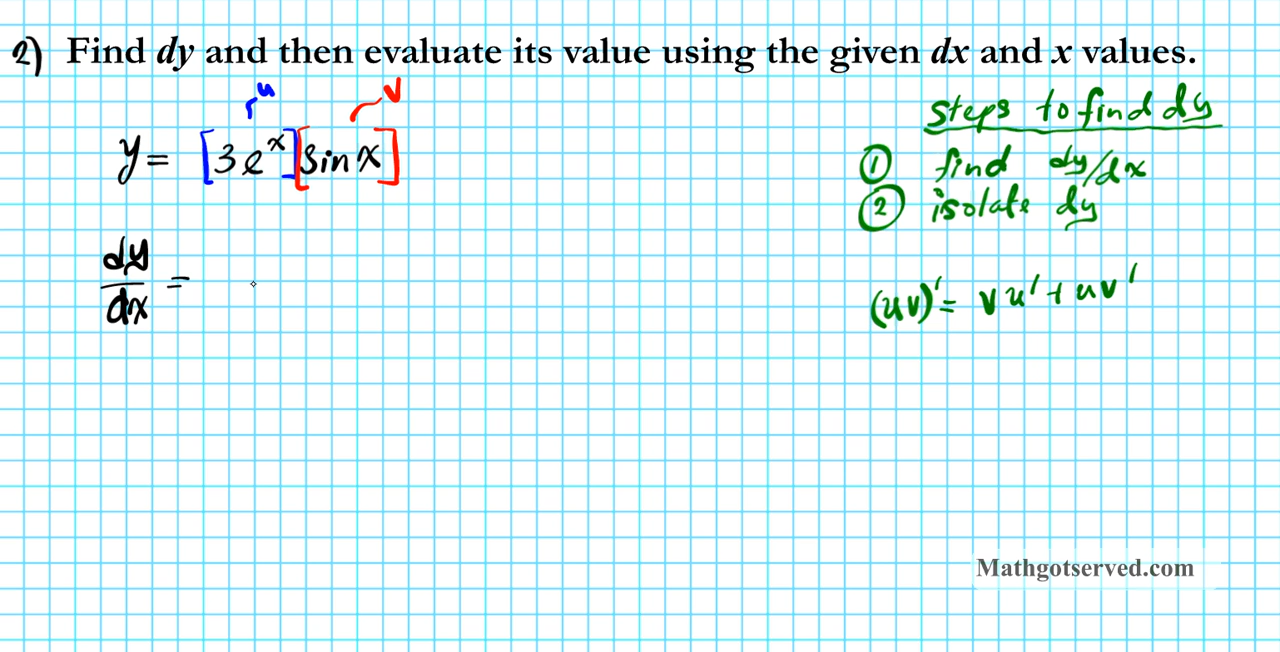 2) Find dy and then evaluate its value using the given dx and x values.
u v
y = [3e^x][sin x]
steps to find dy
① find dy/dx
② isolate dy
dy/dx =
(uv)' = vu' + uv'
Mathgotserved.com